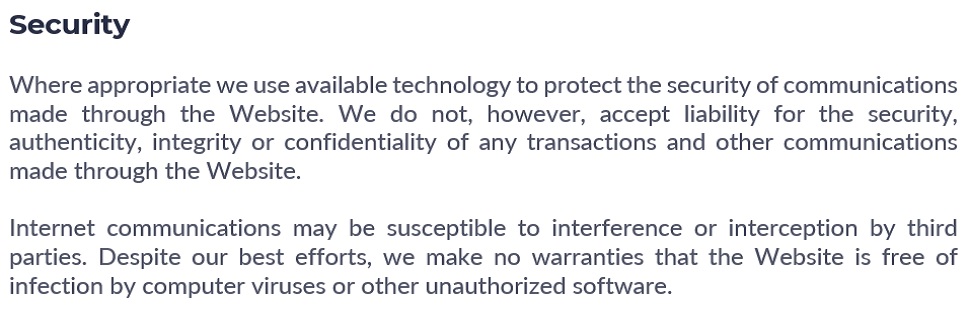 Security
Where appropriate we use available technology to protect the security of communications
made through the Website. We do not, however, accept liability for the security,
authenticity, integrity or confidentiality of any transactions and other communications
made through the Website.
Internet communications may be susceptible to interference or interception by third
parties. Despite our best efforts, we make no warranties that the Website is free of
infection by computer viruses or other unauthorized software.